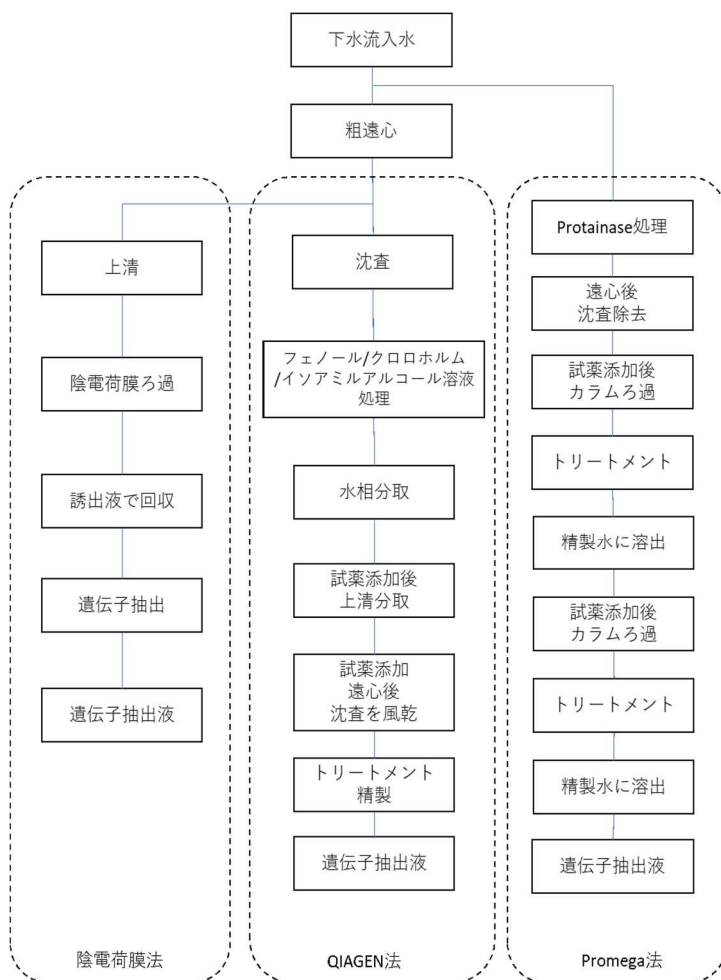 下水流入水
粗遠心
上清
陰電荷膜ろ過
誘出液で回収
遺伝子抽出
遺伝子抽出液
陰電荷膜法
沈査
フェノール/クロロホルム
/イソアミルアルコール溶液
処理
水相分取
試薬添加後
上清分取
試薬添加
遠心後
沈査を風乾
トリートメント
精製
遺伝子抽出液
QIAGEN法
Protainase処理
遠心後
沈査除去
試薬添加後
カラムろ過
トリートメント
精製水に溶出
試薬添加後
カラムろ過
トリートメント
精製水に溶出
遺伝子抽出液
Promega法